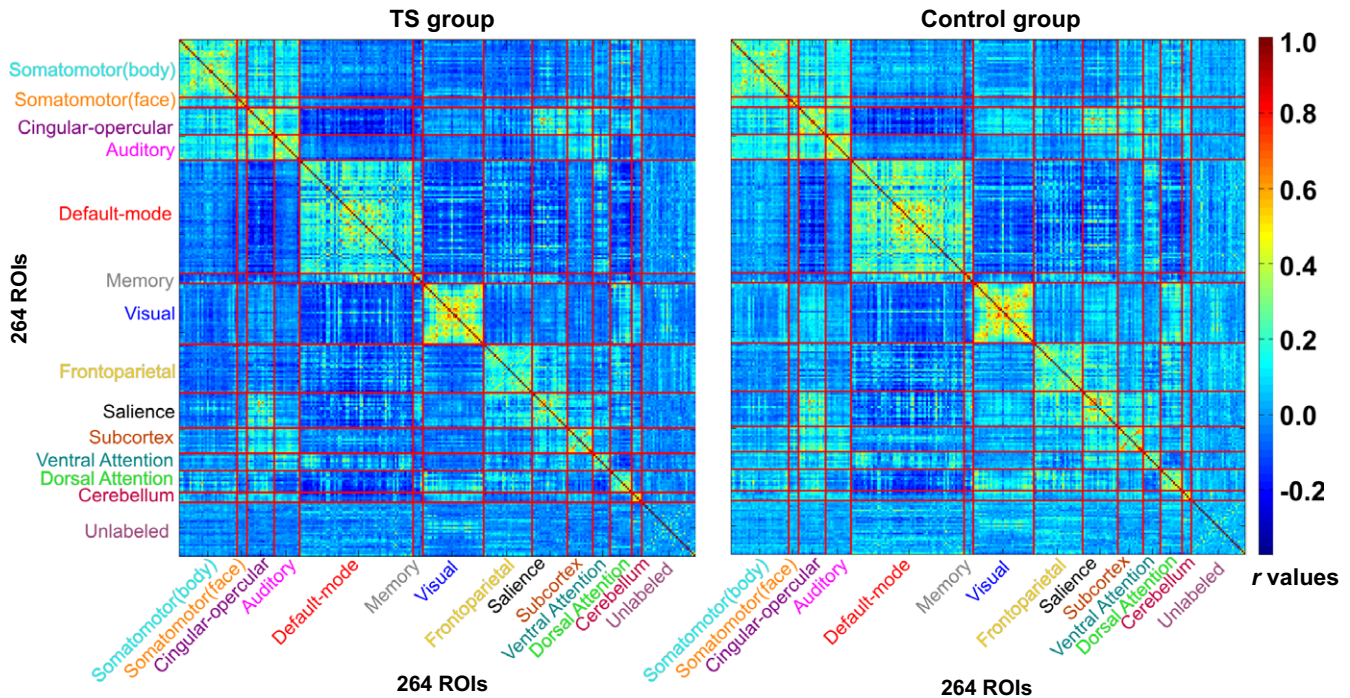 TS group
Control group
Somatomotor(body)
Somatomotor(face)
Cingular-opercular
Auditory
Default-mode
Memory
Visual
Frontoparietal
Salience
Subcortex
Ventral Attention
Dorsal Attention
Cerebellum
Unlabeled
264 ROIs
Somatomotor(body)
Somatomotor(face)
Cingular-opercular
Auditory
Default-mode
Memory
Visual
Frontoparietal
Salience
Subcortex
Ventral Attention
Dorsal Attention
Cerebellum
Unlabeled
264 ROIs
Somatomotor(body)
Somatomotor(face)
Cingular-opercular
Auditory
Default-mode
Memory
Visual
Frontoparietal
Salience
Subcortex
Ventral Attention
Dorsal Attention
Cerebellum
Unlabeled
264 ROIs
1.0
0.8
0.6
0.4
0.2
0.0
-0.2
r values